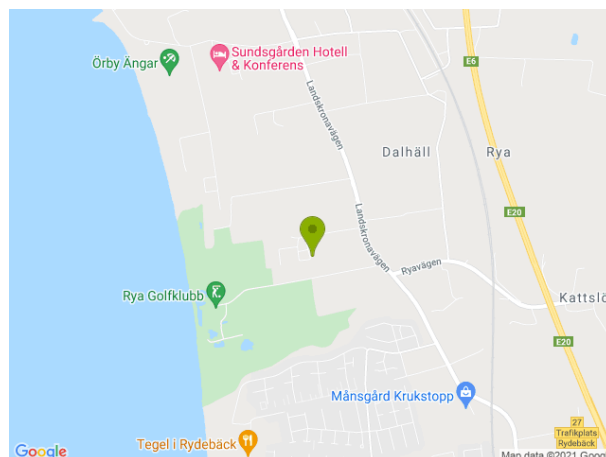 Örby Ängar
Sundsgården Hotell
& Konferens
E6
Landskronavägen
Dalhäll
Rya
E20
Landskronavägen
Ryavägen
Rya Golfklubb
Kattslö
E20
Månsgård Krukstopp
27
Trafikplats
Rydebäck
Tegel i Rydebäck
Google
Map data ©2021 Goog